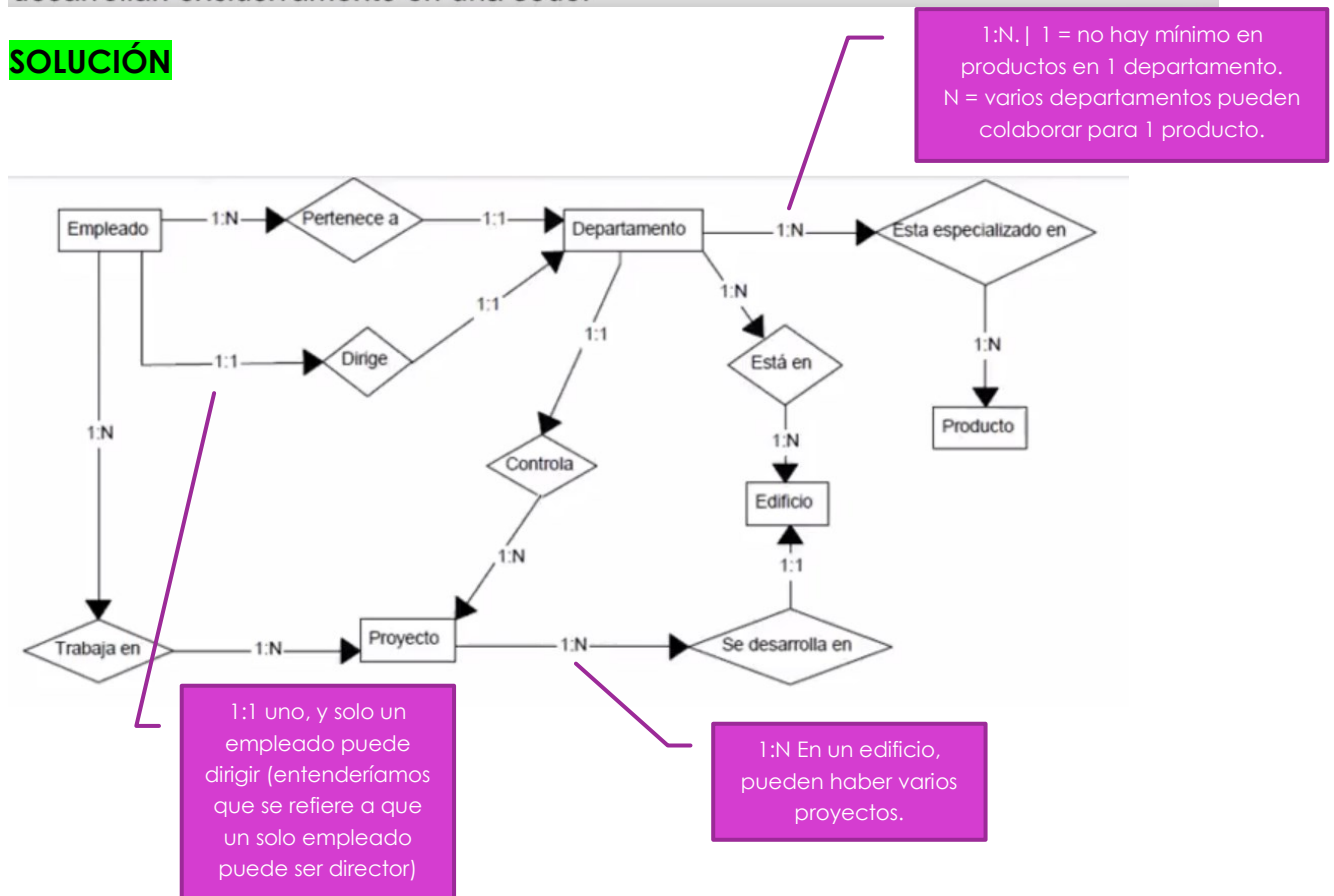 SOLUCIÓN
1:N.| 1 = no hay mínimo en
productos en 1 departamento.
N = varios departamentos pueden
colaborar para 1 producto.
Empleado
1:N
Pertenece a
1:1
Departamento
1:N
Esta especializado en
1:N
1:1
1:1
Dirige
1:1
Está en
1:N
1:N
Producto
1:N
Controla
Edificio
1:N
1:1
Trabaja en
1:N
Proyecto
1:N
Se desarrolla en
1:1 uno, y solo un
empleado puede
dirigir (entenderíamos
que se refiere a que
un solo empleado
puede ser director)
1:N En un edificio,
pueden haber varios
proyectos.